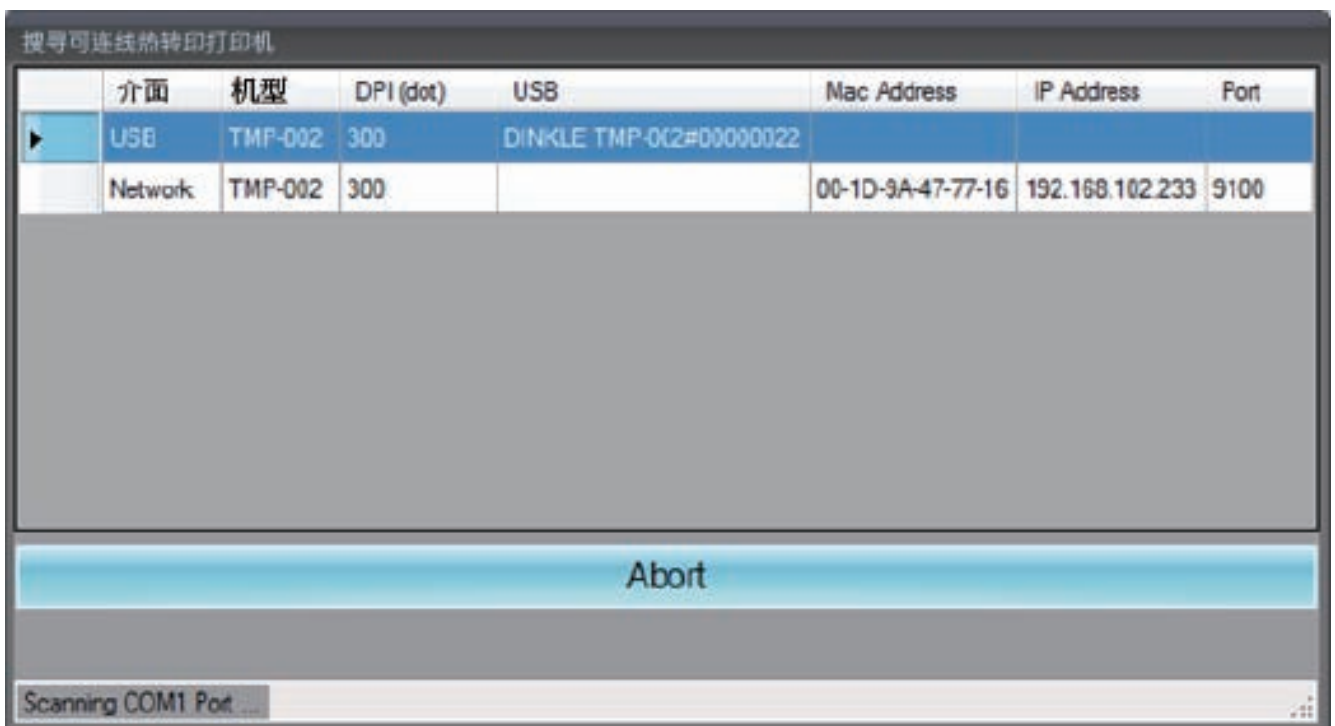 搜寻可连线热转印打印机
介面 机型 DPI (dot) USB Mac Address IP Address Port
USB TMP-002 300 DINKLE TMP-002#00000022
Network TMP-002 300 00-1D-9A-47-77-16 192.168.102.233 9100
Abort
Scanning COM1 Port ...